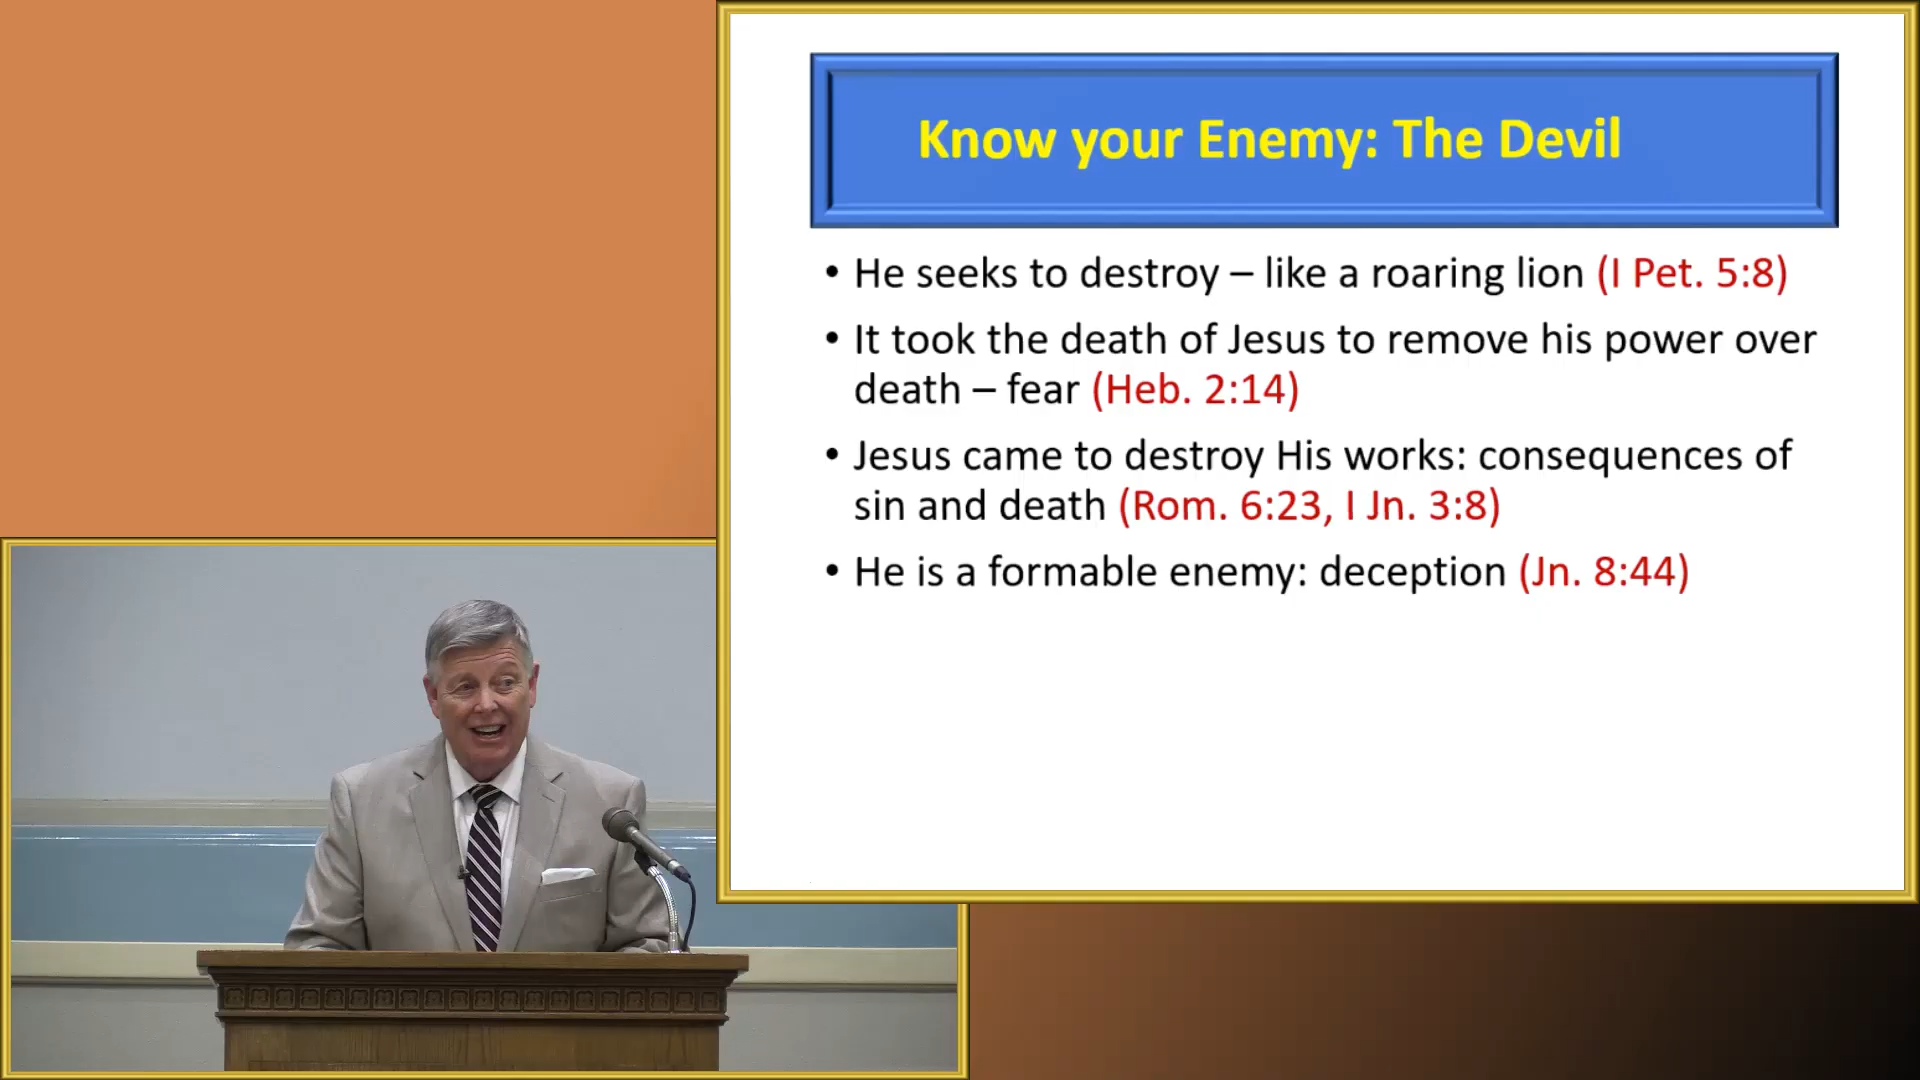 Know your Enemy: The Devil
• He seeks to destroy – like a roaring lion (I Pet. 5:8)
• It took the death of Jesus to remove his power over
death – fear (Heb. 2:14)
• Jesus came to destroy His works: consequences of
sin and death (Rom. 6:23, I Jn. 3:8)
• He is a formable enemy: deception (Jn. 8:44)